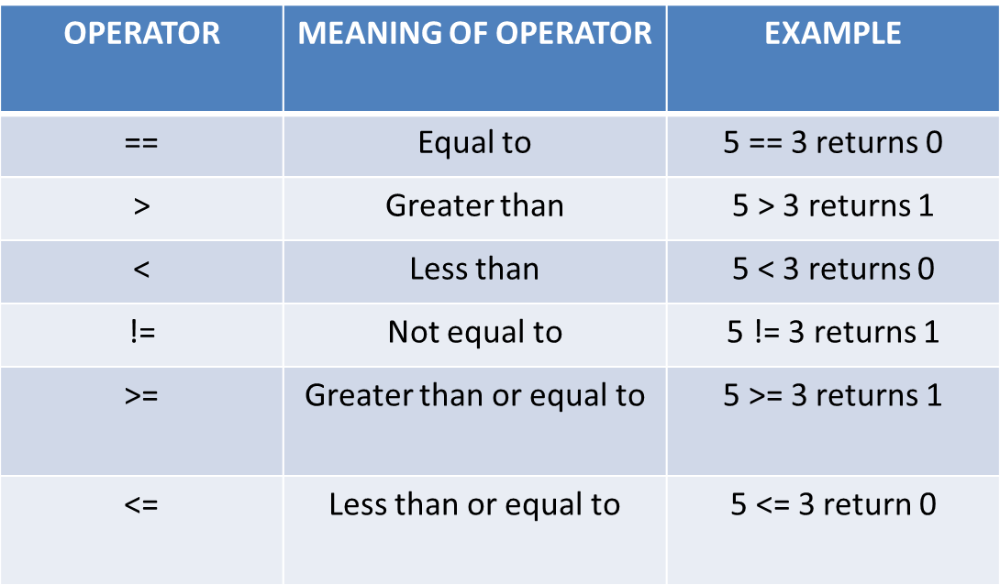 OPERATOR MEANING OF OPERATOR EXAMPLE
== Equal to 5 == 3 returns 0
> Greater than 5 > 3 returns 1
< Less than 5 < 3 returns 0
!= Not equal to 5 != 3 returns 1
>= Greater than or equal to 5 >= 3 returns 1
<= Less than or equal to 5 <= 3 return 0